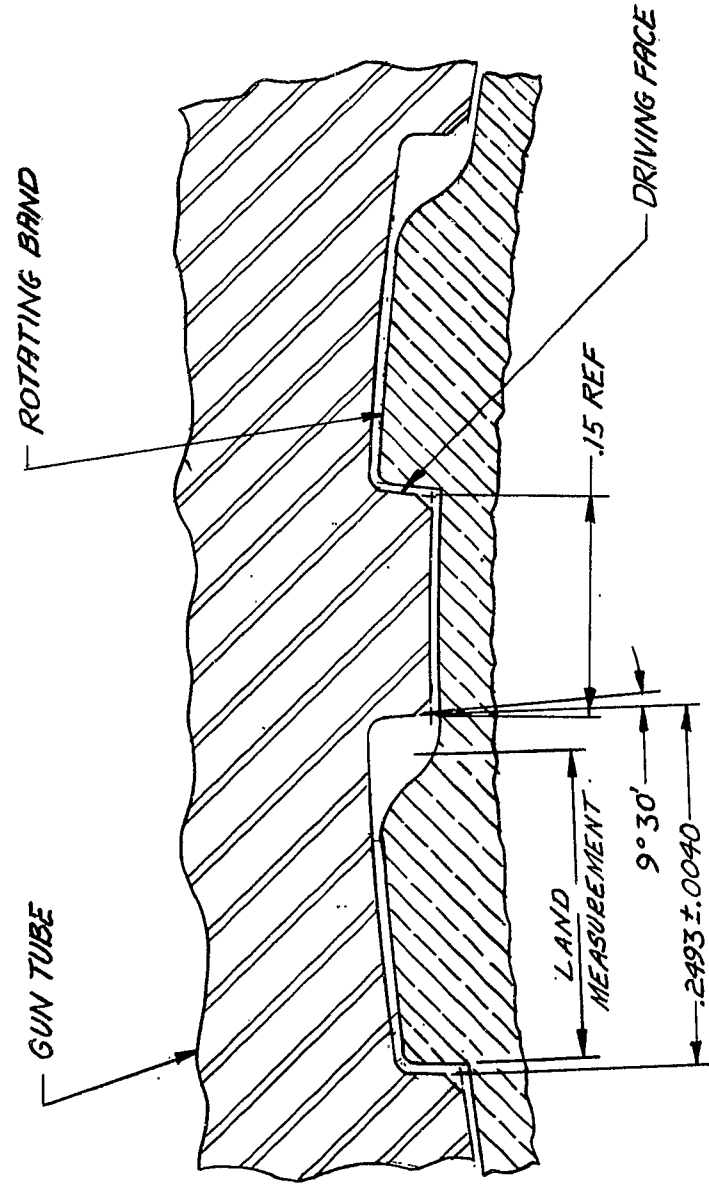 GUN TUBE
ROTATING BAND
DRIVING FACE
.15 REF
LAND
MEASUREMENT
9° 30'
.2493 ± .0040